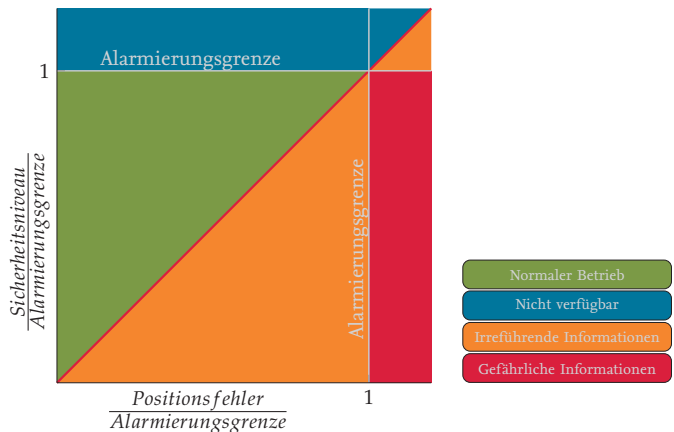 Alarmierungsgrenze
1
Alarmierungsgrenze
Sicherheitsniveau
Alarmierungsgrenze
Normaler Betrieb
Nicht verfügbar
Irreführende Informationen
Gefährliche Informationen
Positionsfehler
Alarmierungsgrenze
1